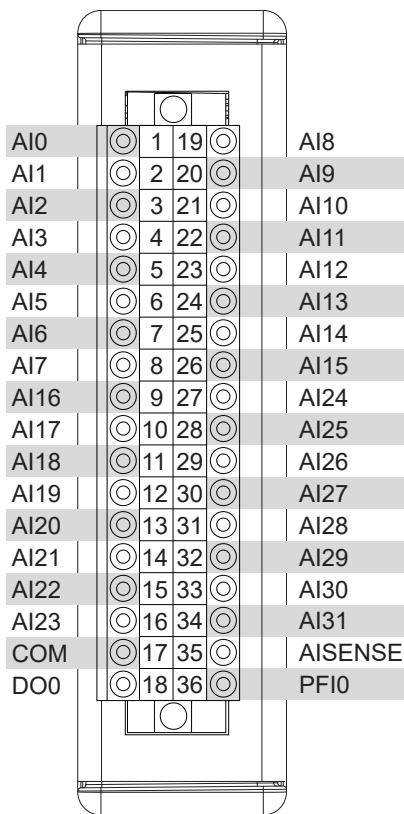 AI0 1 19 AI8
AI1 2 20 AI9
AI2 3 21 AI10
AI3 4 22 AI11
AI4 5 23 AI12
AI5 6 24 AI13
AI6 7 25 AI14
AI7 8 26 AI15
AI16 9 27 AI24
AI17 10 28 AI25
AI18 11 29 AI26
AI19 12 30 AI27
AI20 13 31 AI28
AI21 14 32 AI29
AI22 15 33 AI30
AI23 16 34 AI31
COM 17 35 AISENSE
DO0 18 36 PFI0